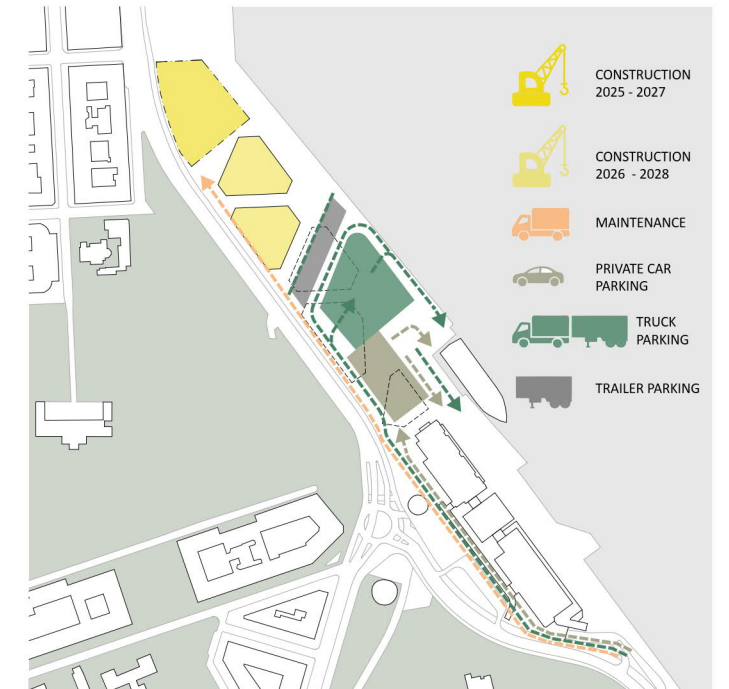 CONSTRUCTION
2025 - 2027
CONSTRUCTION
2026 - 2028
MAINTENANCE
PRIVATE CAR
PARKING
TRUCK
PARKING
TRAILER PARKING